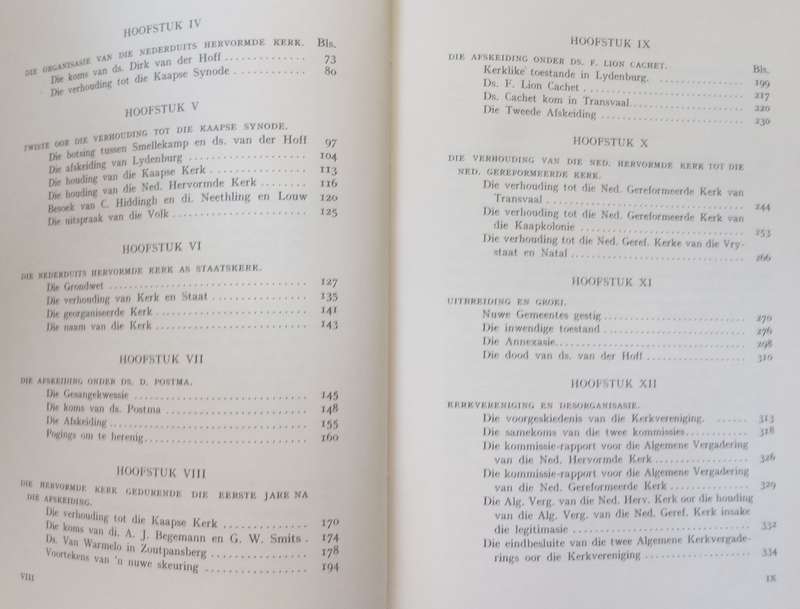 HOOFSTUK IV
Bls.
DIE ORGANISASIE VAN DIE NEDERDUITS HERVORMDE KERK.
Die koms van ds. Dirk van der Hoff ............. 73
Die verhouding tot die Kaapse Synode ............ 80
HOOFSTUK V
TWISTE OOR DIE VERHOUDING TOT DIE KAAPSE SYNODE.
Die botsing tussen Smellekamp en ds. van der Hoff 97
Die afskeiding van Lydenburg .................... 104
Die houding van die Kaapse Kerk ................. 113
Die houding van die Ned. Hervormde Kerk ........ 116
Besoek van C. Hiddingh en di. Neethling en Louw 120
Die uitspraak van die Volk ...................... 125
HOOFSTUK VI
DIE NEDERDUITS HERVORMDE KERK AS STAATSKERK.
Die Grondwet .................................... 127
Die verhouding van Kerk en Staat ................ 135
Die georganiseerde Kerk ......................... 141
Die naam van die Kerk ........................... 143
HOOFSTUK VII
DIE AFSKEIDING ONDER DS. D. POSTMA.
Die Gesangekwessie .............................. 145
Die koms van ds. Postma ......................... 148
Die Afskeiding .................................. 155
Pogings om te herenig ........................... 160
HOOFSTUK VIII
DIE HERVORMDE KERK GEDURENDE DIE EERSTE JARE NA
DIE AFSKEIDING.
Die verhouding tot die Kaapse Kerk .............. 170
Die koms van di. A. J. Begemann en G. W. Smits . 174
Ds. Van Warmelo in Zoutpansberg ................. 178
Voortekens van 'n nuwe skeuring ................. 194
VIII
HOOFSTUK IX
DIE AFSKEIDING ONDER DS. F. LION CACHET.
Bls.
Kerklike toestande in Lydenburg. ................ 199
Ds. F. Lion Cachet .............................. 217
Ds. Cachet kom in Transvaal ..................... 220
Die Tweede Afskeiding ........................... 230
HOOFSTUK X
DIE VERHOUDING VAN DIE NED. HERVORMDE KERK TOT DIE
NED. GEREFORMEERDE KERK.
Die verhouding tot die Ned. Gereformeerde Kerk van
Transvaal ....................................... 244
Die verhouding tot die Ned. Gereformeerde Kerk van
die Kaapkolonie ................................. 253
Die verhouding tot die Ned. Geref. Kerke van die Vry-
staat en Natal .................................. 266
HOOFSTUK XI
UITBREIDING EN GROEI.
Nuwe Gemeentes gestig ........................... 270
Die inwendige toestand .......................... 276
Die Annexasie ................................... 298
Die dood van ds. van der Hoff ................... 310
HOOFSTUK XII
KERKVERENIGING EN DESORGANISASIE.
Die voorgeskiedenis van die Kerkvereniging. ...... 313
Die samekoms van die twee kommissies ............ 318
Die kommissie-rapport voor die Algemene Vergadering
van die Ned. Hervormde Kerk ..................... 326
Die kommissie-rapport voor die Algemene Vergadering
van die Ned. Gereformeerde Kerk ................. 329
Die Alg. Verg. van die Ned. Herv. Kerk oor die houding
van die Alg. Verg. van die Ned. Geref. Kerk insake
die legitimasie ................................. 332
Die eindbesluite van die twee Algemene Kerkvergade-
rings oor die Kerkvereniging .................... 334
IX